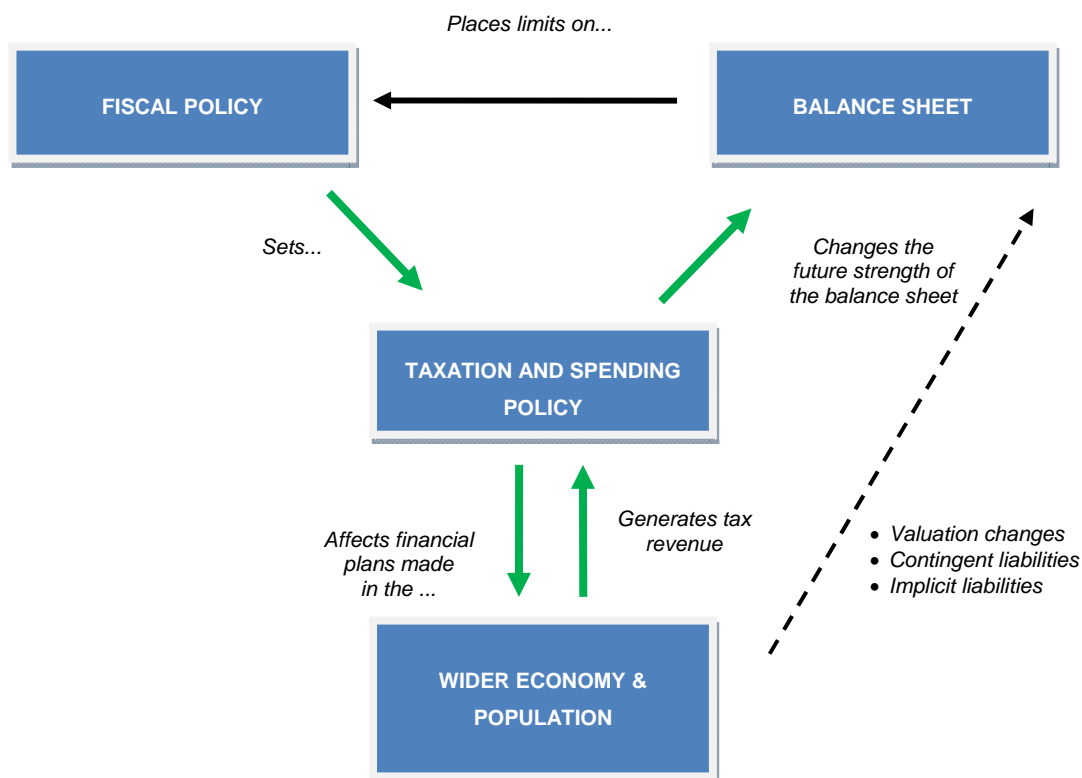 Places limits on...
FISCAL POLICY
BALANCE SHEET
Sets...
Changes the
future strength of
the balance sheet
TAXATION AND SPENDING
POLICY
Affects financial
plans made
in the ...
Generates tax
revenue
• Valuation changes
• Contingent liabilities
• Implicit liabilities
WIDER ECONOMY &
POPULATION